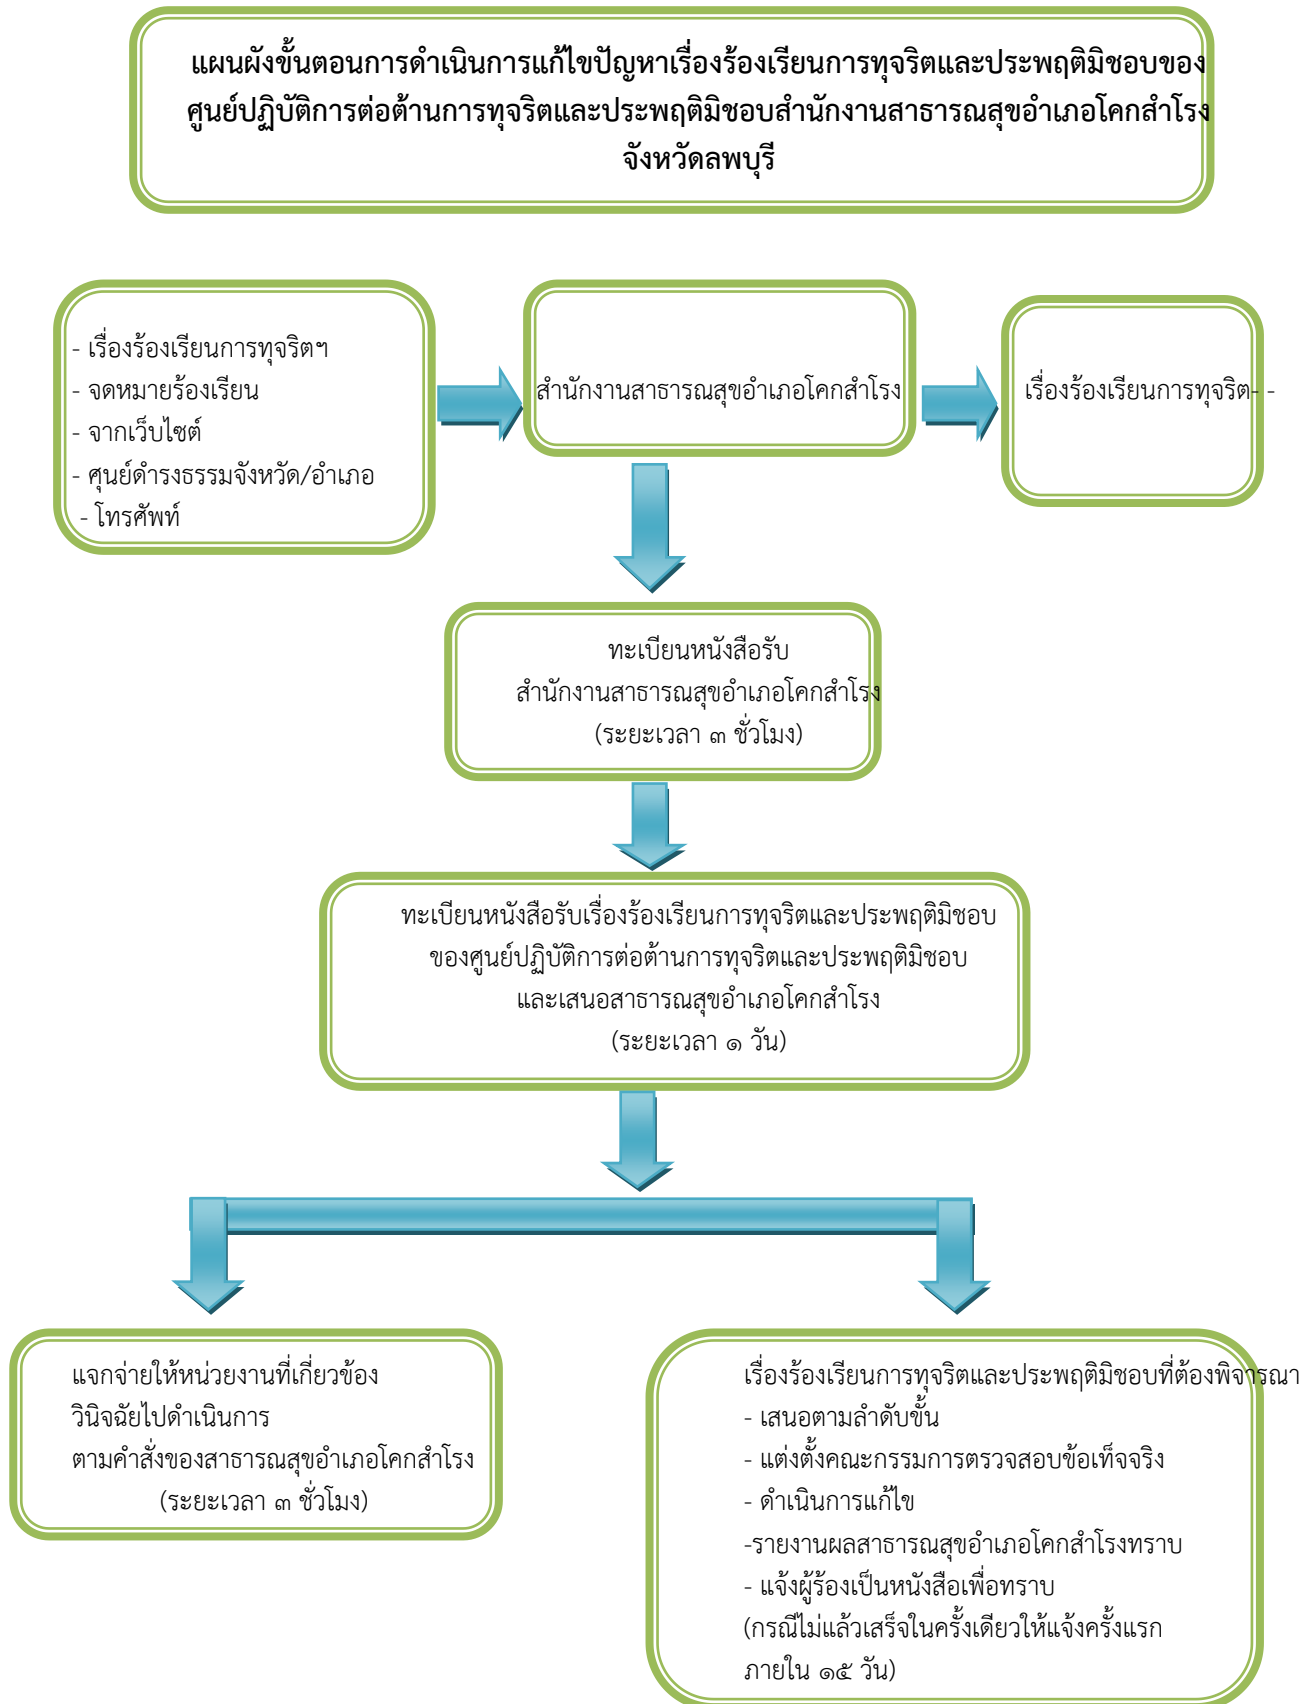 แผนผังขั้นตอนการดำเนินการแก้ไขปัญหาเรื่องร้องเรียนการทุจริตและประพฤติมิชอบของ
ศูนย์ปฏิบัติการต่อต้านการทุจริตและประพฤติมิชอบสำนักงานสาธารณสุขอำเภอโคกสำโรง
จังหวัดลพบุรี
- เรื่องร้องเรียนการทุจริตฯ
- จดหมายร้องเรียน
- จากเว็บไซต์
- ศูนย์ดำรงธรรมจังหวัด/อำเภอ
- โทรศัพท์
สำนักงานสาธารณสุขอำเภอโคกสำโรง
เรื่องร้องเรียนการทุจริต- -
ทะเบียนหนังสือรับ
สำนักงานสาธารณสุขอำเภอโคกสำโรง
(ระยะเวลา ๓ ชั่วโมง)
ทะเบียนหนังสือรับเรื่องร้องเรียนการทุจริตและประพฤติมิชอบ
ของศูนย์ปฏิบัติการต่อต้านการทุจริตและประพฤติมิชอบ
และเสนอสาธารณสุขอำเภอโคกสำโรง
(ระยะเวลา ๑ วัน)
แจกจ่ายให้หน่วยงานที่เกี่ยวข้อง
วินิจฉัยไปดำเนินการ
ตามคำสั่งของสาธารณสุขอำเภอโคกสำโรง
(ระยะเวลา ๓ ชั่วโมง)
เรื่องร้องเรียนการทุจริตและประพฤติมิชอบที่ต้องพิจารณา
- เสนอตามลำดับขั้น
- แต่งตั้งคณะกรรมการตรวจสอบข้อเท็จจริง
- ดำเนินการแก้ไข
-รายงานผลสาธารณสุขอำเภอโคกสำโรงทราบ
- แจ้งผู้ร้องเป็นหนังสือเพื่อทราบ
(กรณีไม่แล้วเสร็จในครั้งเดียวให้แจ้งครั้งแรก
ภายใน ๑๕ วัน)